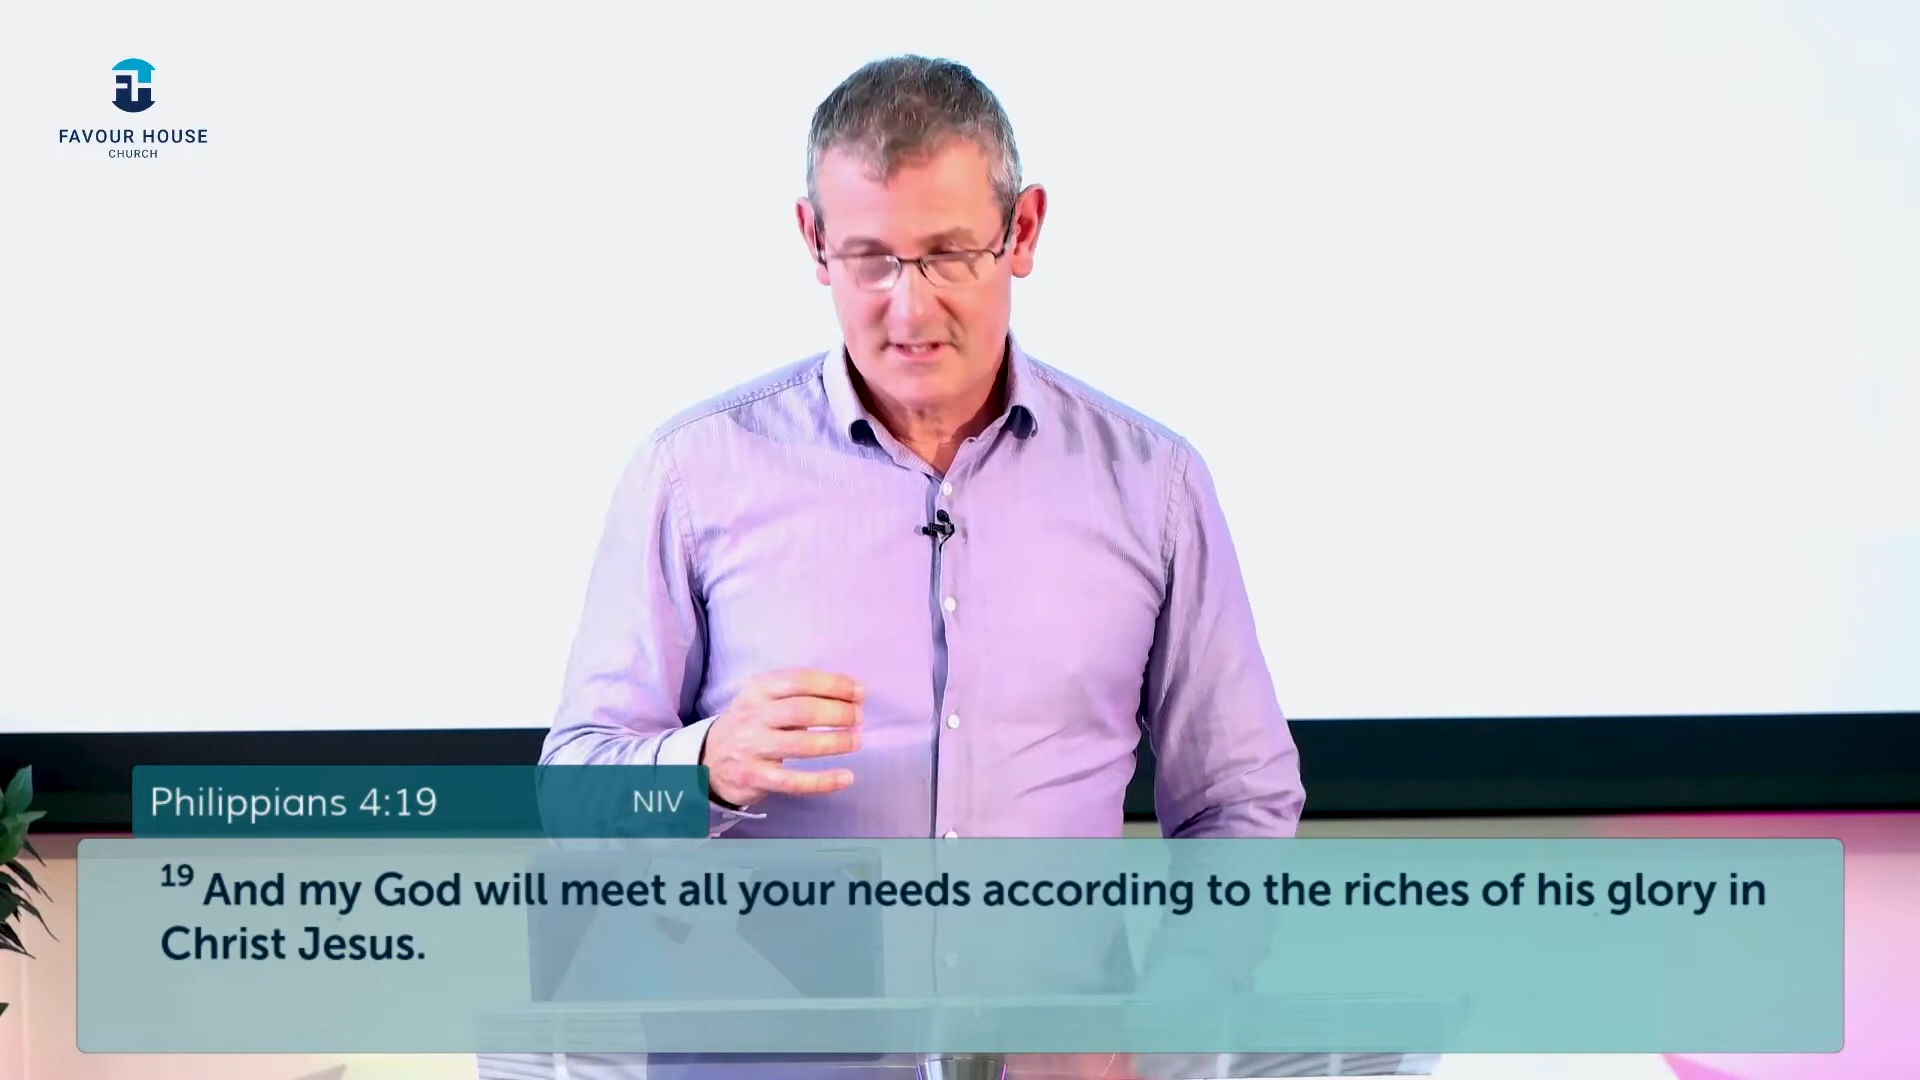 FAVOUR HOUSE
CHURCH
Philippians 4:19
NIV
19 And my God will meet all your needs according to the riches of his glory in
Christ Jesus.